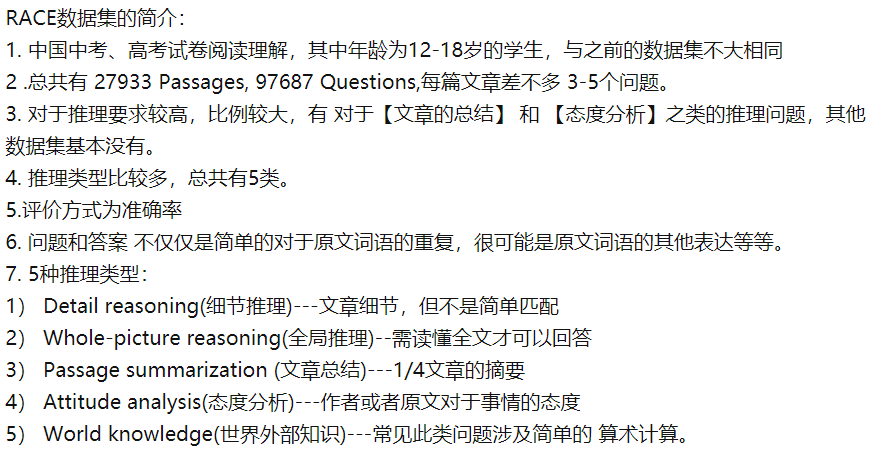 RACE数据集的简介：
1. 中国中考、高考试卷阅读理解，其中年龄为12-18岁的学生，与之前的数据集不大相同
2 .总共有 27933 Passages, 97687 Questions,每篇文章差不多 3-5个问题。
3. 对于推理要求较高，比例较大，有 对于【文章的总结】 和 【态度分析】之类的推理问题，其他
数据集基本没有。
4. 推理类型比较多，总共有5类。
5.评价方式为准确率
6. 问题和答案 不仅仅是简单的对于原文词语的重复，很可能是原文词语的其他表达等等。
7. 5种推理类型：
1） Detail reasoning(细节推理)---文章细节，但不是简单匹配
2） Whole-picture reasoning(全局推理)--需读懂全文才可以回答
3） Passage summarization (文章总结)---1/4文章的摘要
4） Attitude analysis(态度分析)---作者或者原文对于事情的态度
5） World knowledge(世界外部知识)---常见此类问题涉及简单的 算术计算。